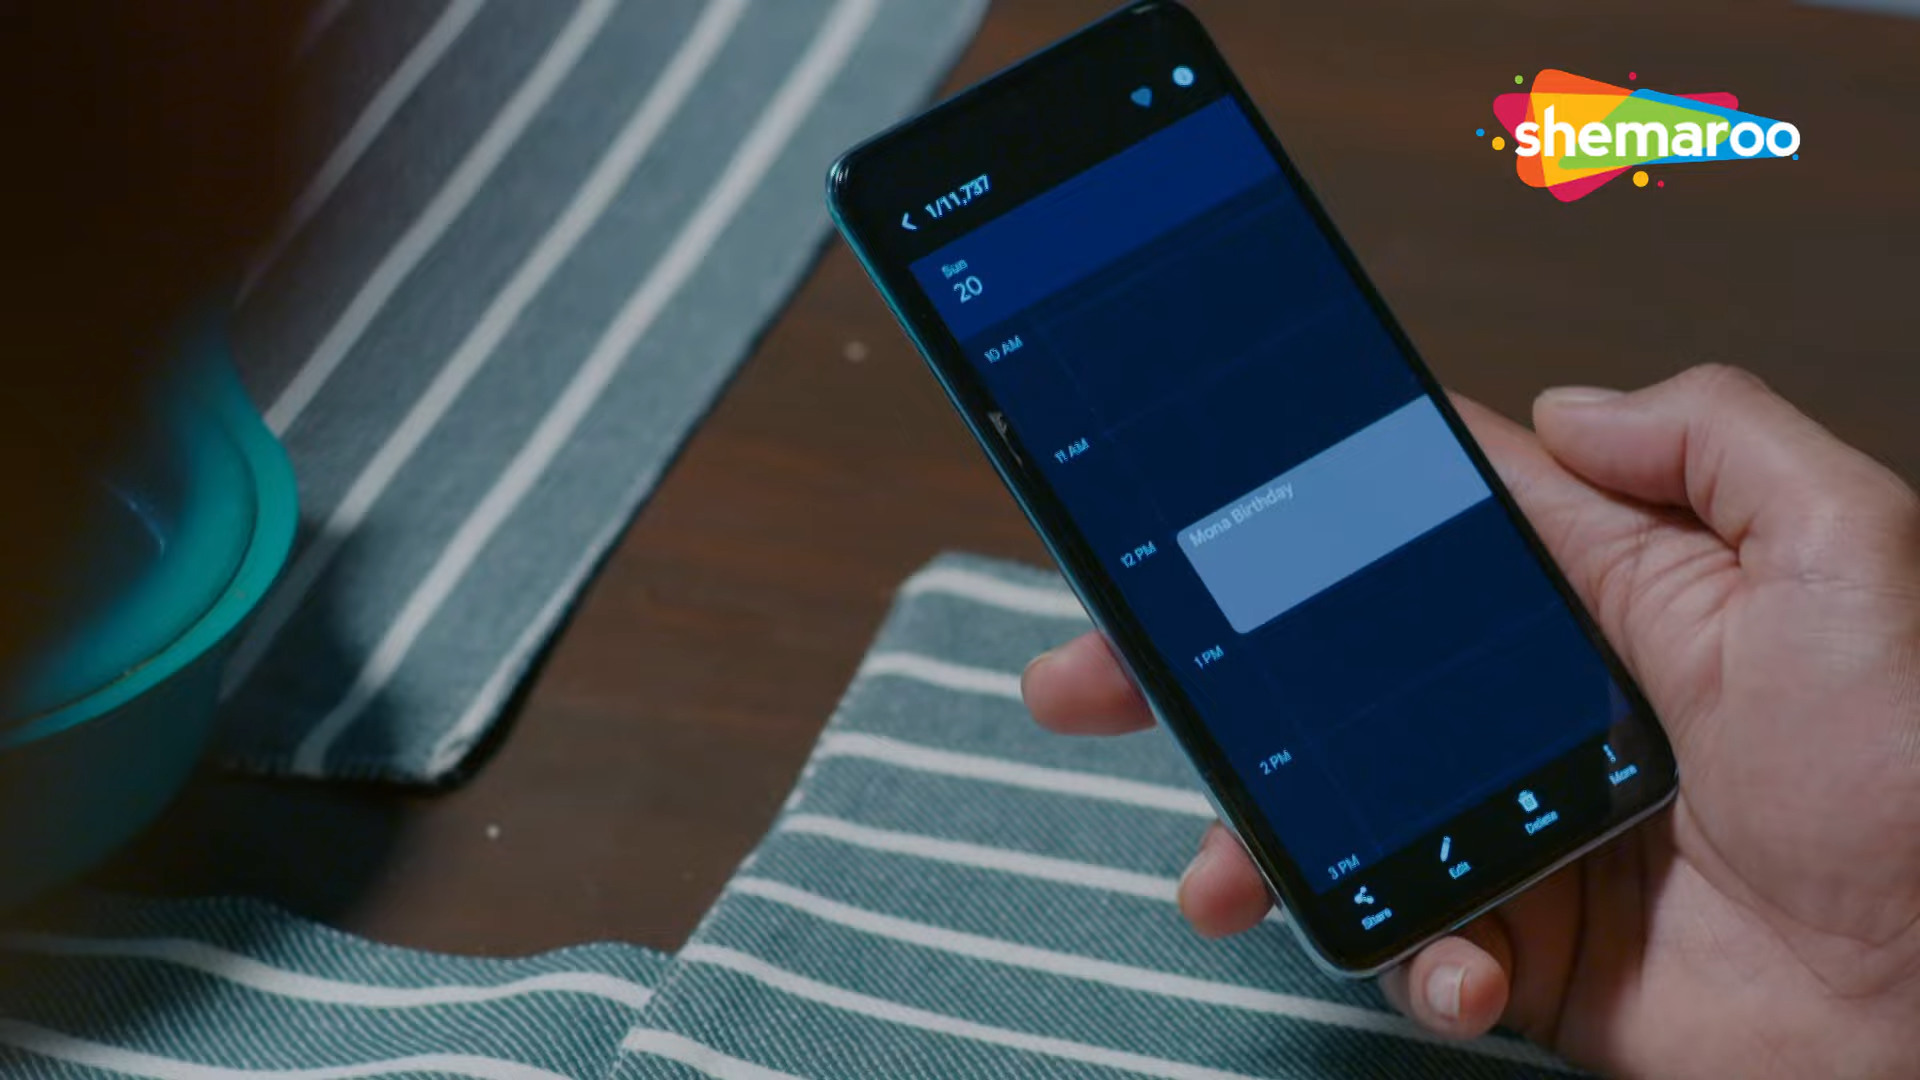 shemaroo
1/11,737
Sun
20
10 AM
11 AM
Mona Birthday
12 PM
1 PM
2 PM
3 PM
Share
Edit
Delete
More